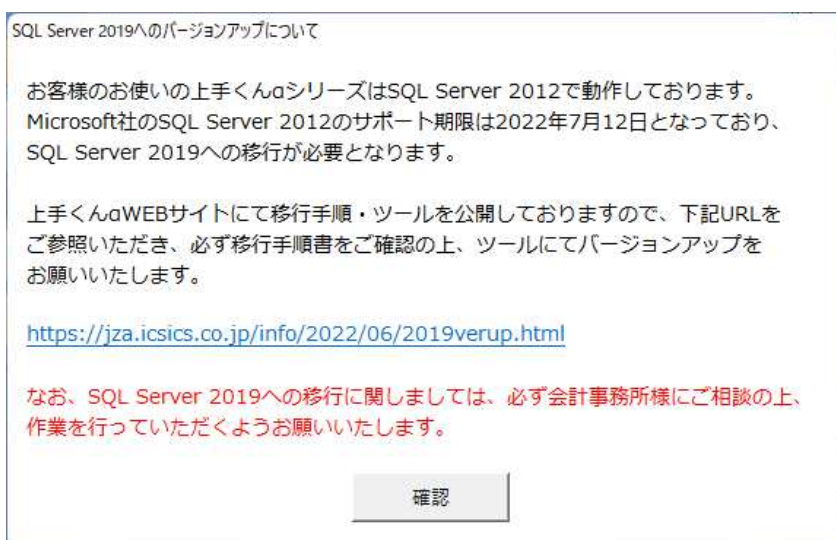 SQL Server 2019へのバージョンアップについて
お客様のお使いの上手くんαシリーズはSQL Server 2012で動作しております。
Microsoft社のSQL Server 2012のサポート期限は2022年7月12日となっており、
SQL Server 2019への移行が必要となります。
上手くんαWEBサイトにて移行手順・ツールを公開しておりますので、下記URLを
ご参照いただき、必ず移行手順書をご確認の上、ツールにてバージョンアップを
お願いいたします。
https://jza.icsics.co.jp/info/2022/06/2019verup.html
なお、SQL Server 2019への移行に関しましては、必ず会計事務所様にご相談の上、
作業を行っていただくようお願いいたします。
確認